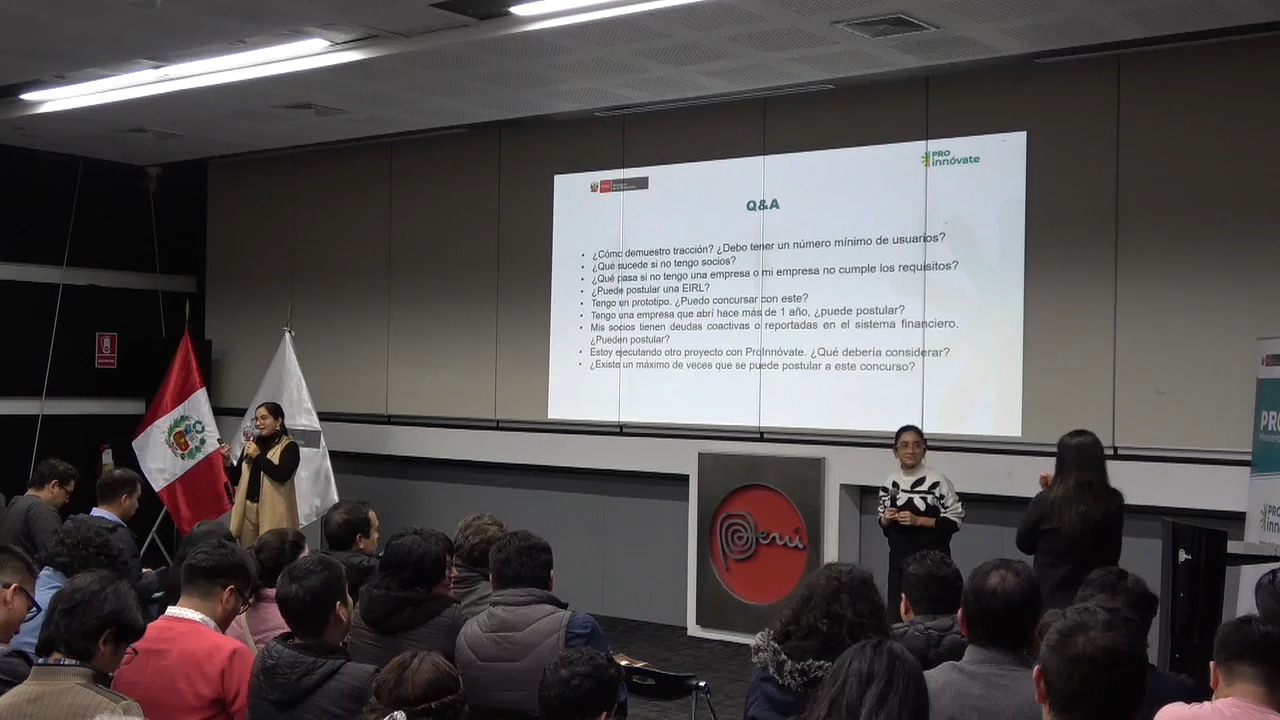 PRO
innóvate
PERÚ
Q&A
• ¿Cómo demuestro tracción? ¿Debo tener un número mínimo de usuarios?
• ¿Qué sucede si no tengo socios?
• ¿Qué pasa si no tengo una empresa o mi empresa no cumple los requisitos?
• ¿Puede postular una EIRL?
• Tengo un prototipo. ¿Puedo concursar con este?
• Tengo una empresa que abrí hace más de 1 año, ¿puede postular?
• Mis socios tienen deudas coactivas o reportadas en el sistema financiero.
¿Pueden postular?
• Estoy ejecutando otro proyecto con ProInnóvate. ¿Qué debería considerar?
• ¿Existe un máximo de veces que se puede postular a este concurso?
Perú
PRO